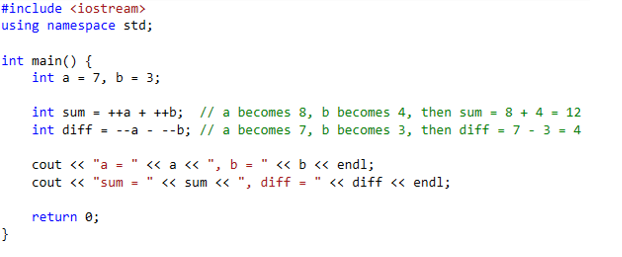 #include <iostream>
using namespace std;
int main() {
int a = 7, b = 3;
int sum = ++a + ++b;  // a becomes 8, b becomes 4, then sum = 8 + 4 = 12
int diff = --a - --b; // a becomes 7, b becomes 3, then diff = 7 - 3 = 4
cout << "a = " << a << ", b = " << b << endl;
cout << "sum = " << sum << ", diff = " << diff << endl;
return 0;
}